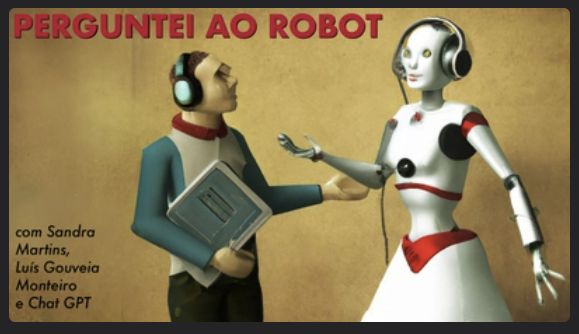 PERGUNTEI AO ROBOT
com Sandra
Martins,
Luís Gouveia
Monteiro
e Chat GPT